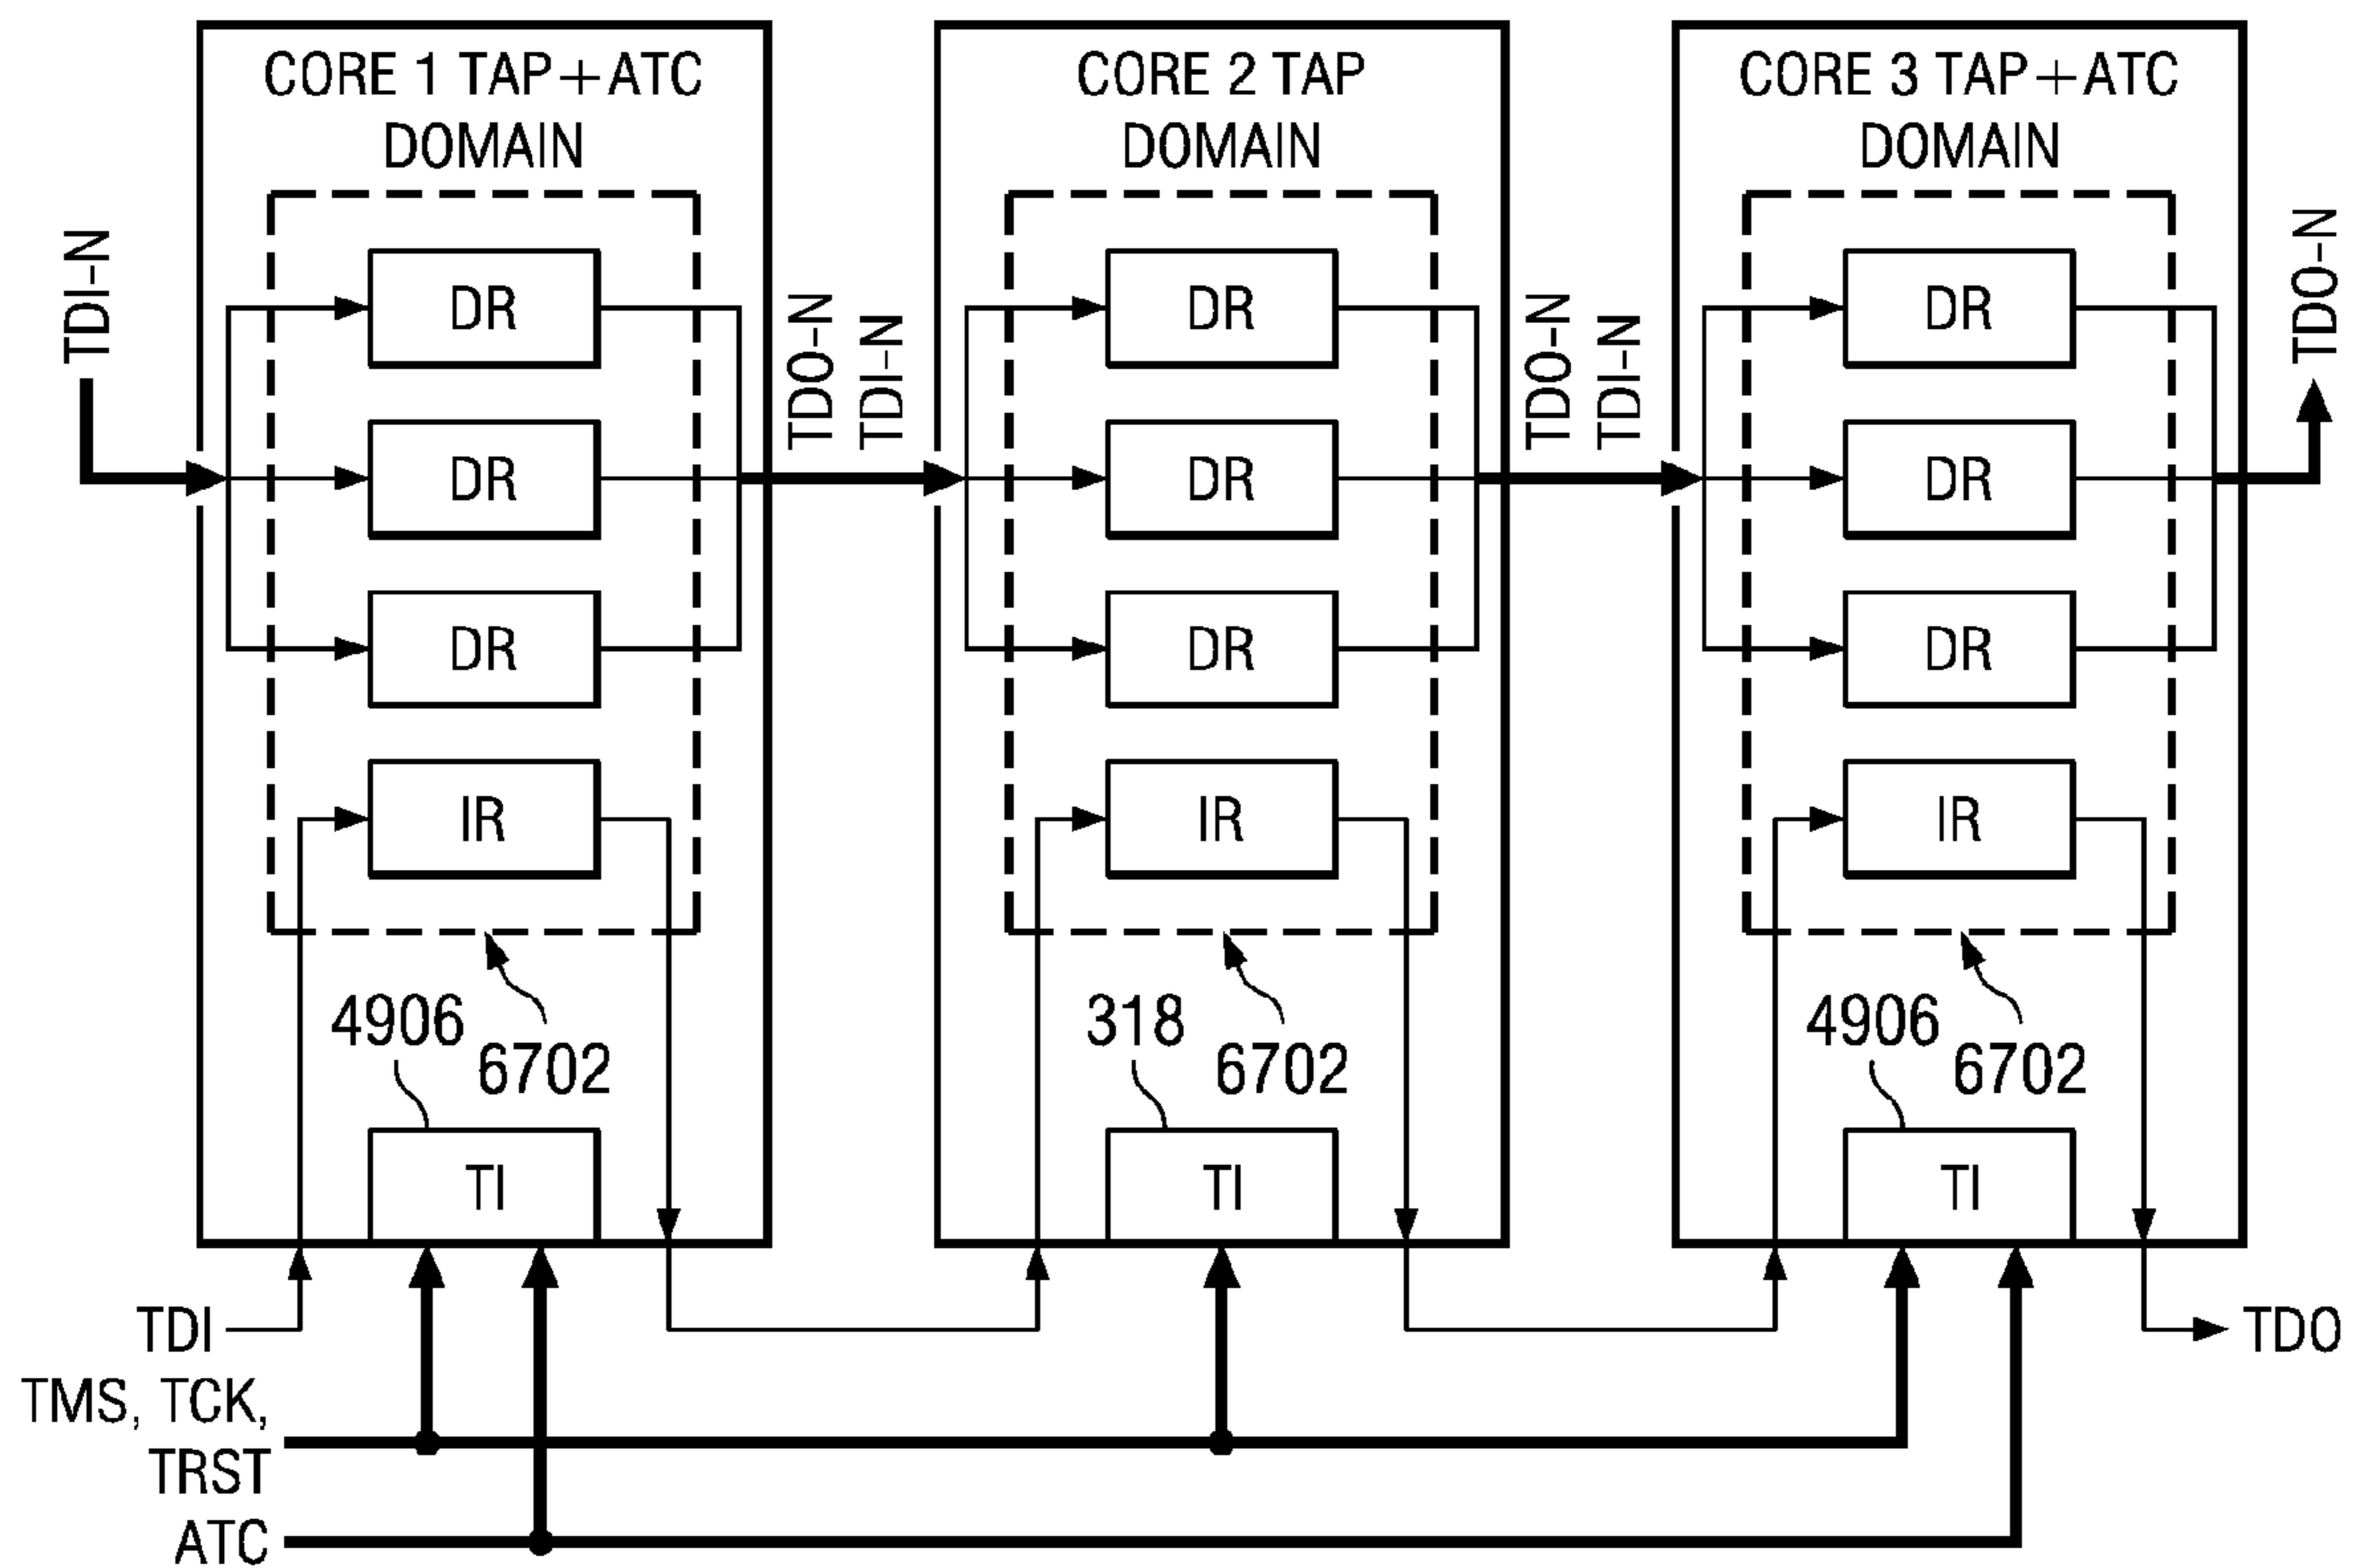 CORE 1 TAP+ATC
DOMAIN
CORE 2 TAP
DOMAIN
CORE 3 TAP+ATC
DOMAIN
TDI-N
DR
DR
DR
IR
TDO-N
TDI-N
DR
DR
DR
IR
TDO-N
TDI-N
DR
DR
DR
IR
TDO-N
4906
6702
318
6702
4906
6702
TI
TI
TI
TDI
TDO
TMS, TCK,
TRST
ATC